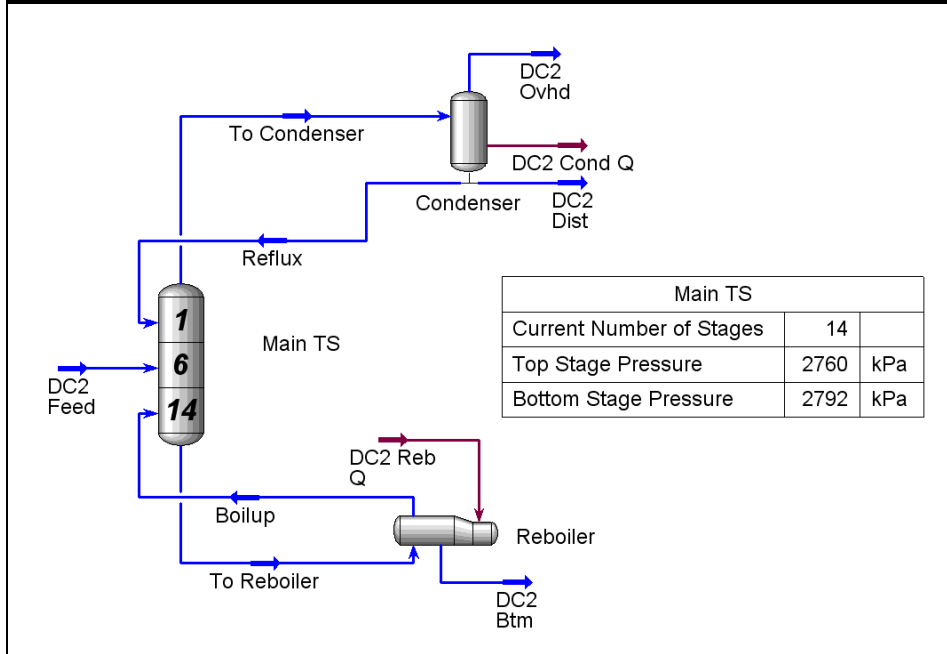 DC2
Ovhd
To Condenser
DC2 Cond Q
Condenser
DC2
Dist
Reflux
1
Main TS
6
DC2
Feed
14
Main TS
Current Number of Stages 14
Top Stage Pressure 2760 kPa
Bottom Stage Pressure 2792 kPa
DC2 Reb
Q
Boilup
Reboiler
To Reboiler
DC2
Btm